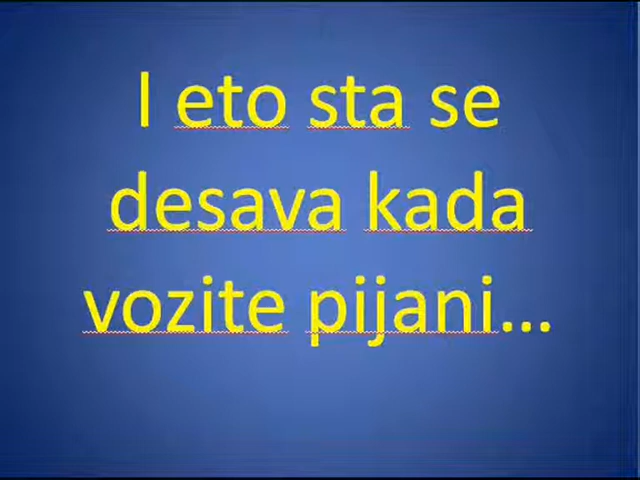 I eto sta se
desava kada
vozite pijani...